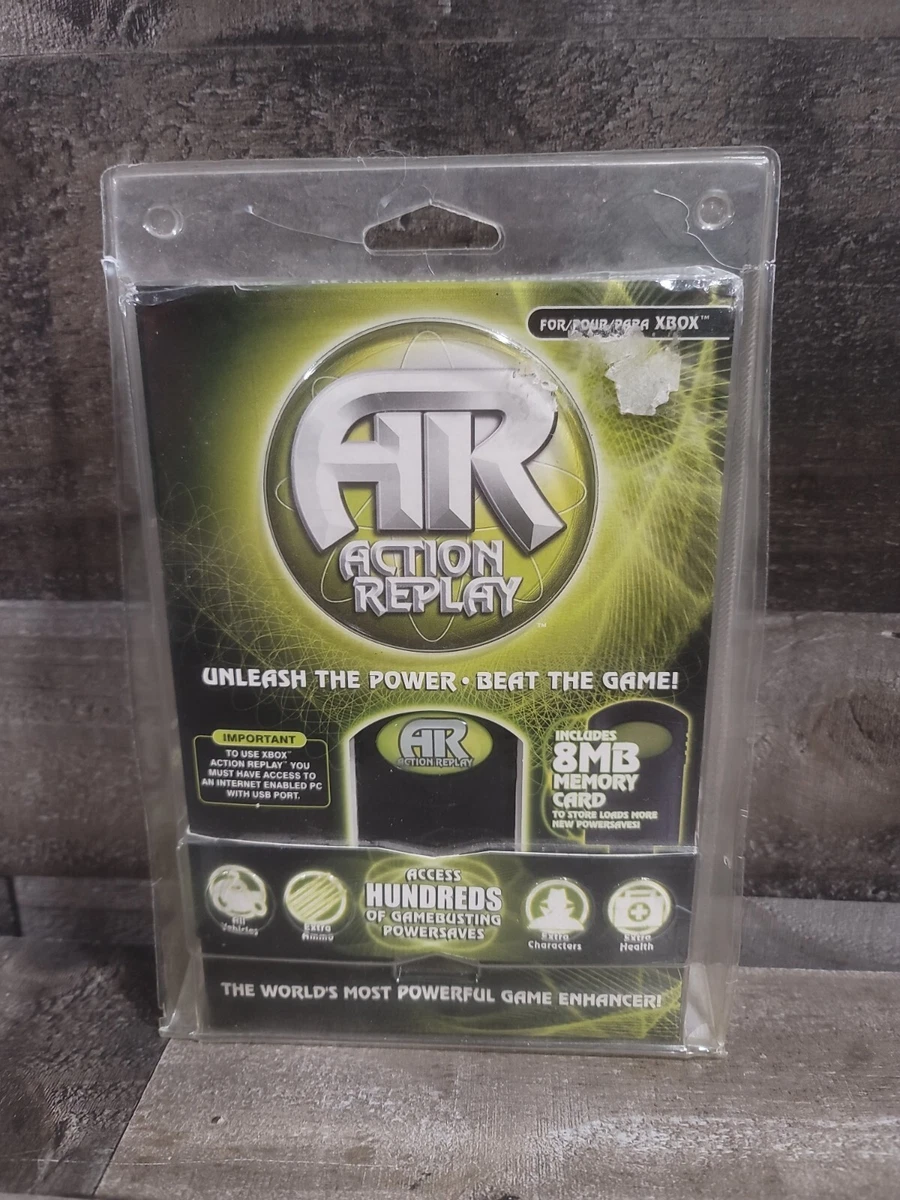 FOR/POUR/PARA XBOX™
AR
ACTION
REPLAY™
UNLEASH THE POWER • BEAT THE GAME!
IMPORTANT
TO USE XBOX™
ACTION REPLAY™ YOU
MUST HAVE ACCESS TO
AN INTERNET ENABLED PC
WITH USB PORT.
AR
ACTION REPLAY
INCLUDES
8MB
MEMORY
CARD
TO STORE LOADS MORE
NEW POWERSAVES!
All
Vehicles
Extra
Ammo
ACCESS
HUNDREDS
OF GAMEBUSTING
POWERSAVES
Extra
Characters
Extra
Health
THE WORLD'S MOST POWERFUL GAME ENHANCER!